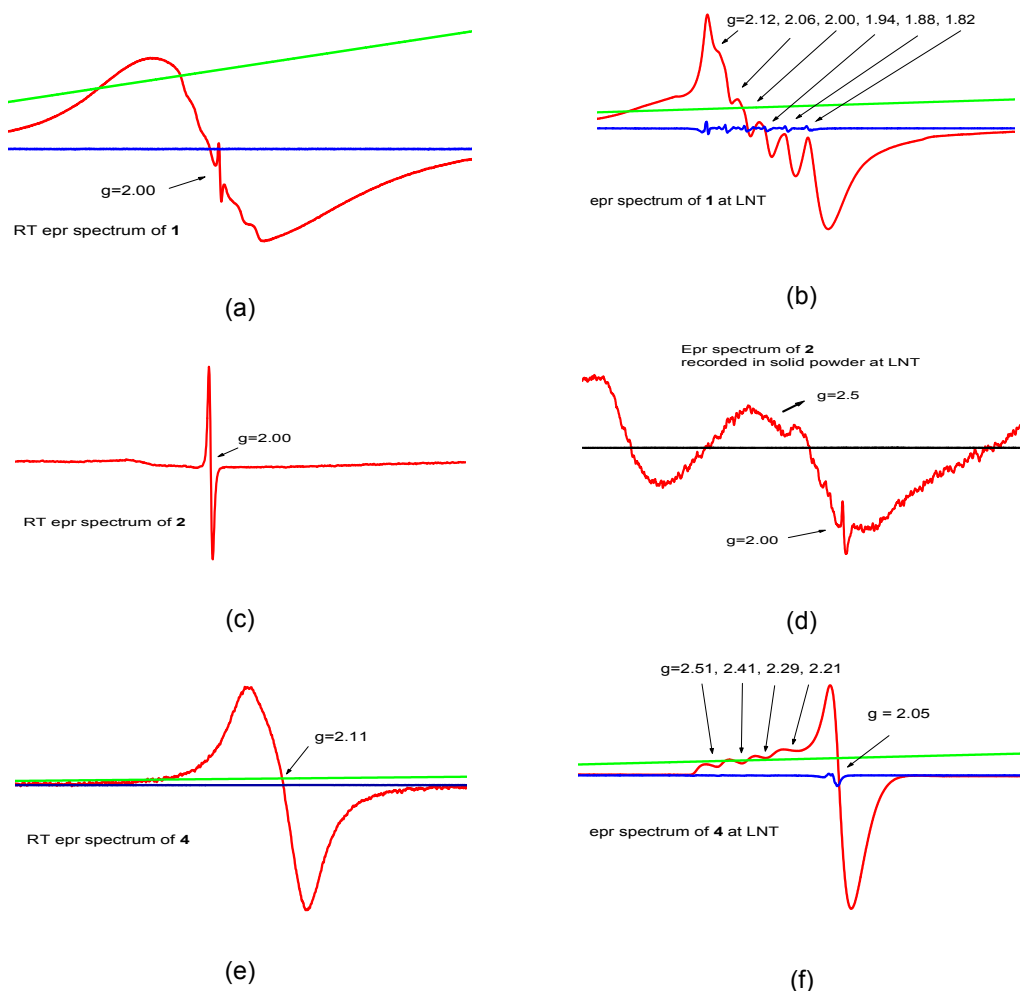 g=2.00
RT epr spectrum of 1
(a)
g=2.12, 2.06, 2.00, 1.94, 1.88, 1.82
epr spectrum of 1 at LNT
(b)
g=2.00
RT epr spectrum of 2
(c)
Epr spectrum of 2
recorded in solid powder at LNT
g=2.5
g=2.00
(d)
g=2.11
RT epr spectrum of 4
(e)
g=2.51, 2.41, 2.29, 2.21
g = 2.05
epr spectrum of 4 at LNT
(f)